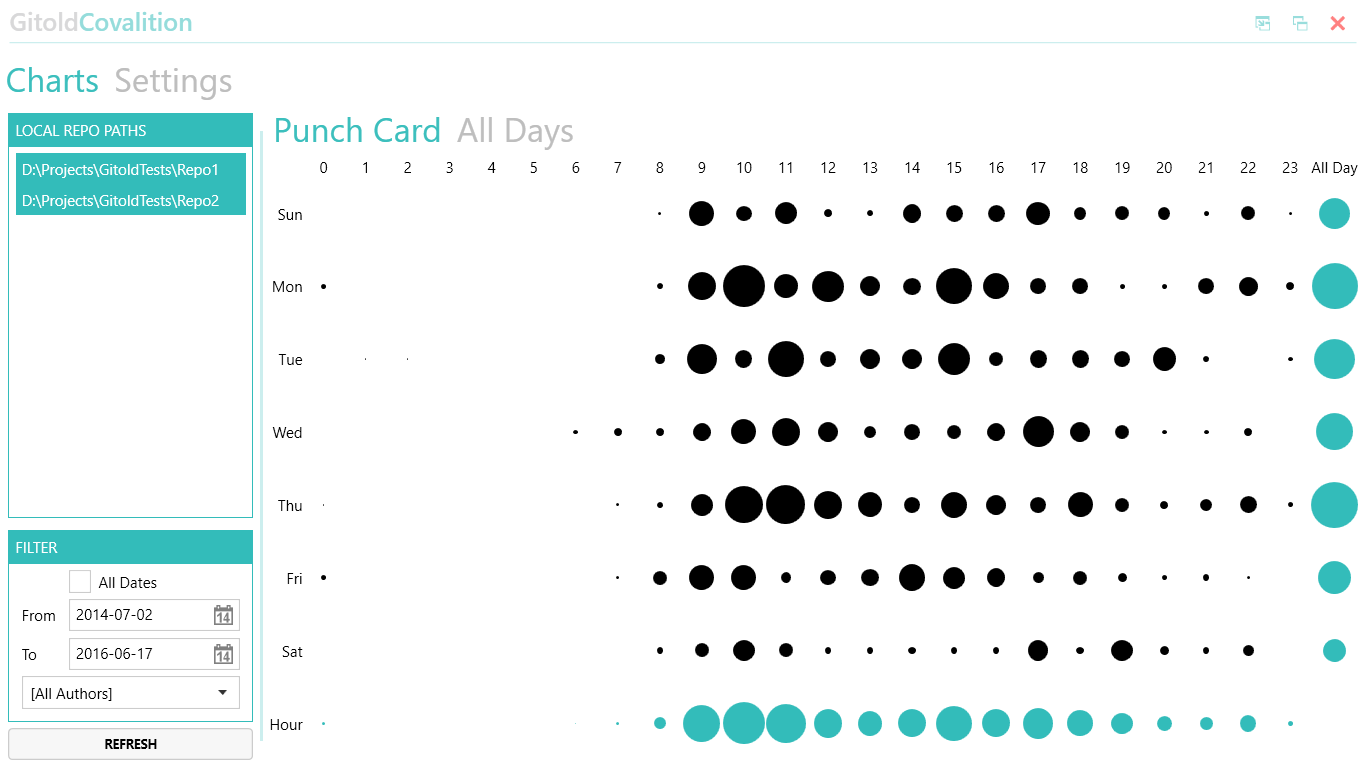 GitoldCovalition
Charts Settings
LOCAL REPO PATHS
D:\Projects\GitoldTests\Repo1
D:\Projects\GitoldTests\Repo2
FILTER
All Dates
From 2014-07-02 14
To 2016-06-17 14
[All Authors]
REFRESH
Punch Card All Days
0 1 2 3 4 5 6 7 8 9 10 11 12 13 14 15 16 17 18 19 20 21 22 23 All Day
Sun
Mon
Tue
Wed
Thu
Fri
Sat
Hour